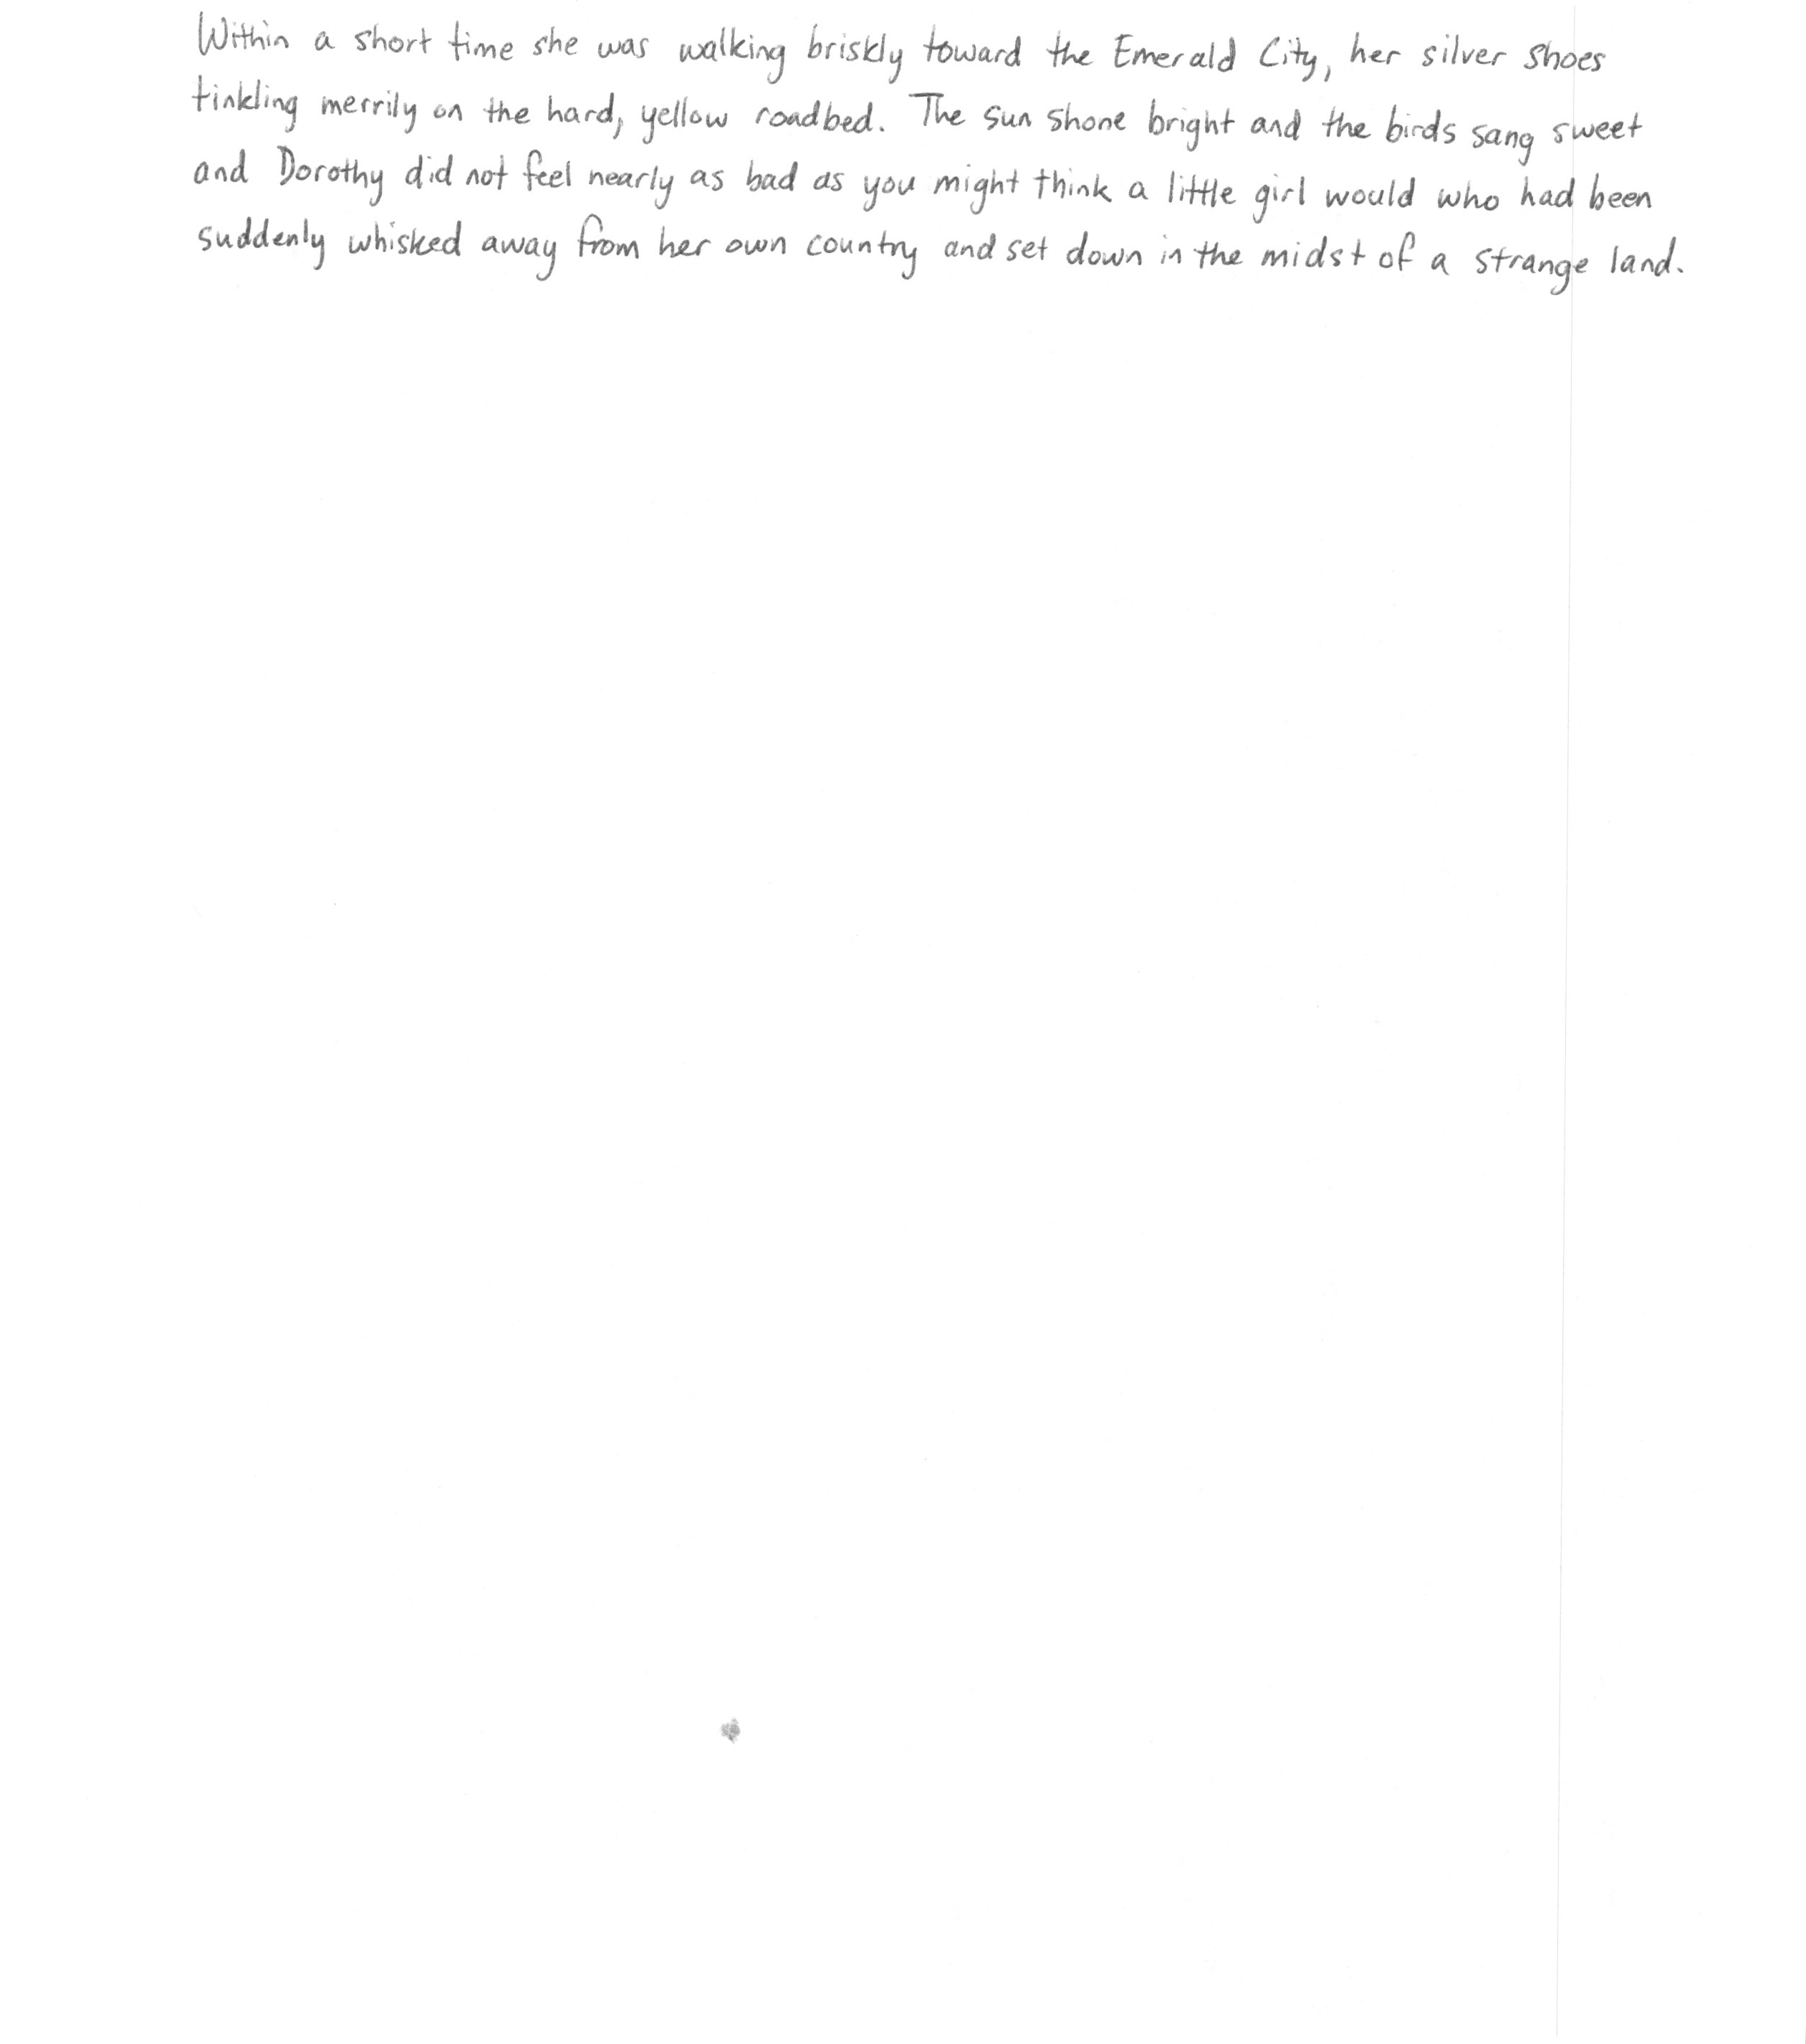 Within a short time she was walking briskly toward the Emerald City, her silver shoes
tinkling merrily on the hard, yellow roadbed. The sun shone bright and the birds sang sweet
and Dorothy did not feel nearly as bad as you might think a little girl would who had been
suddenly whisked away from her own country and set down in the midst of a strange land.